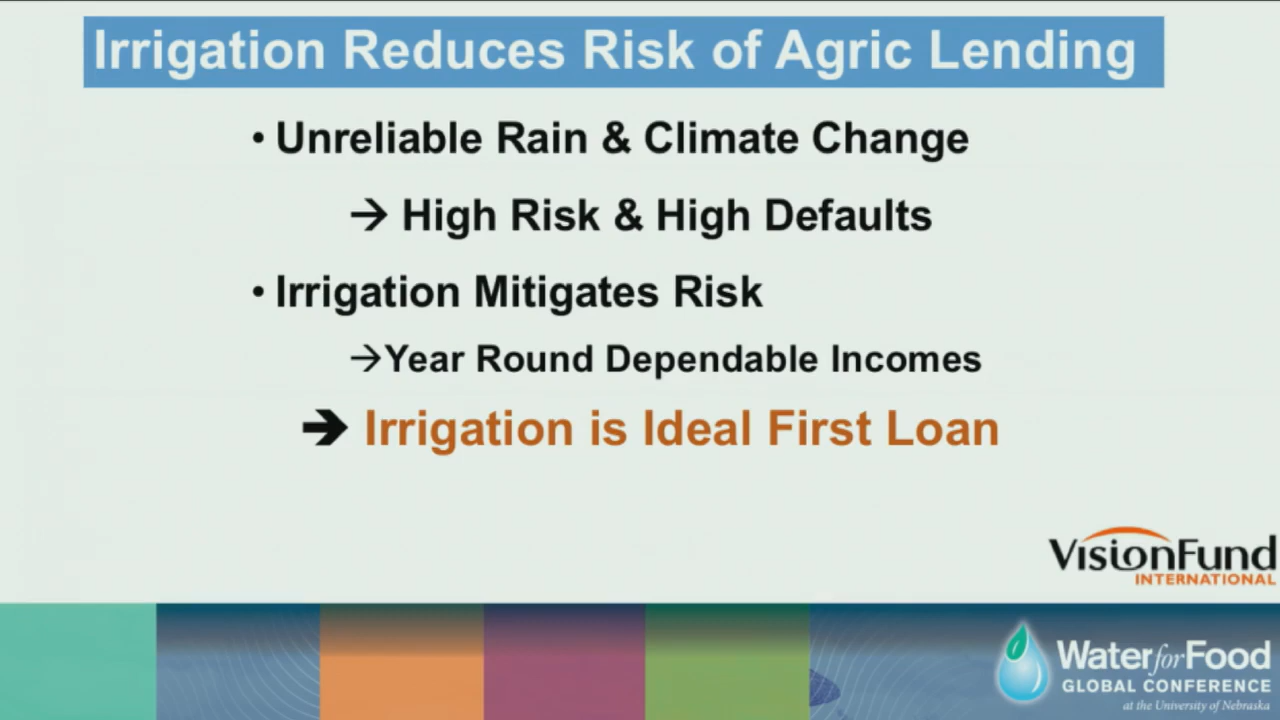 Irrigation Reduces Risk of Agric Lending
• Unreliable Rain & Climate Change
→ High Risk & High Defaults
• Irrigation Mitigates Risk
→Year Round Dependable Incomes
→ Irrigation is Ideal First Loan
VisionFund
INTERNATIONAL
Water for Food
GLOBAL CONFERENCE
at the University of Nebraska